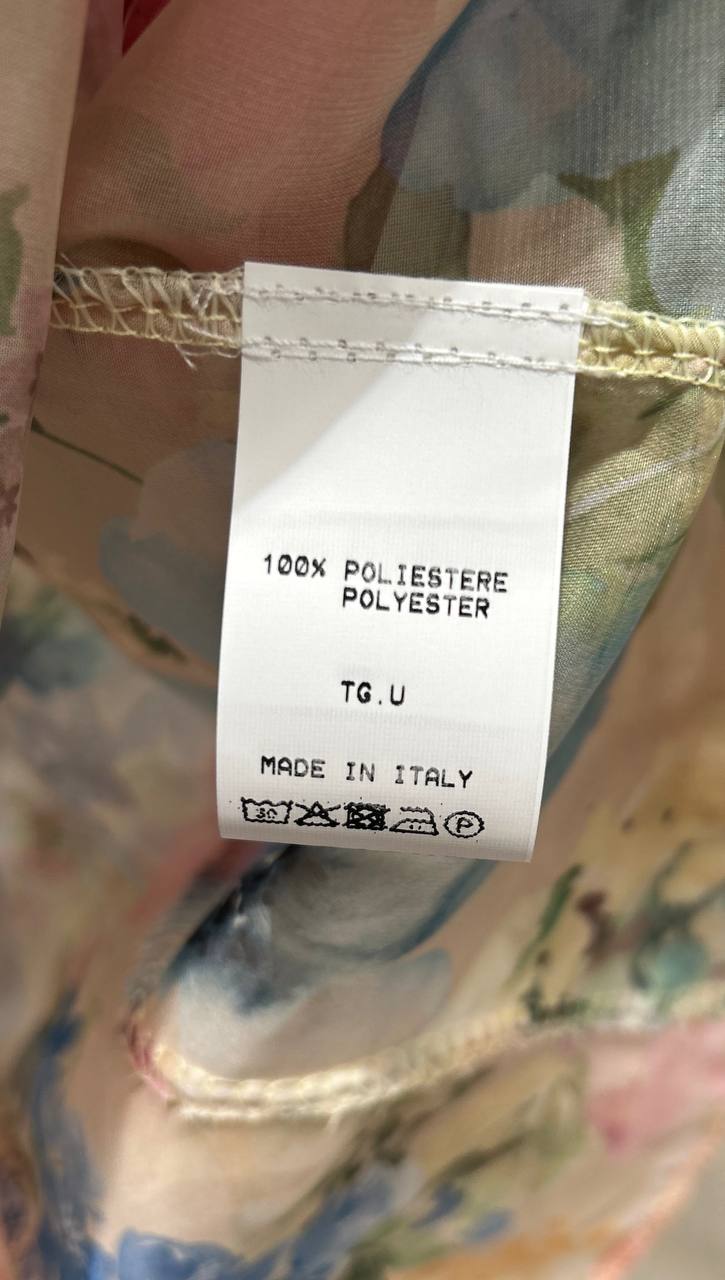 100% POLIESTERE
POLYESTER
TG.U
MADE IN ITALY
30
P